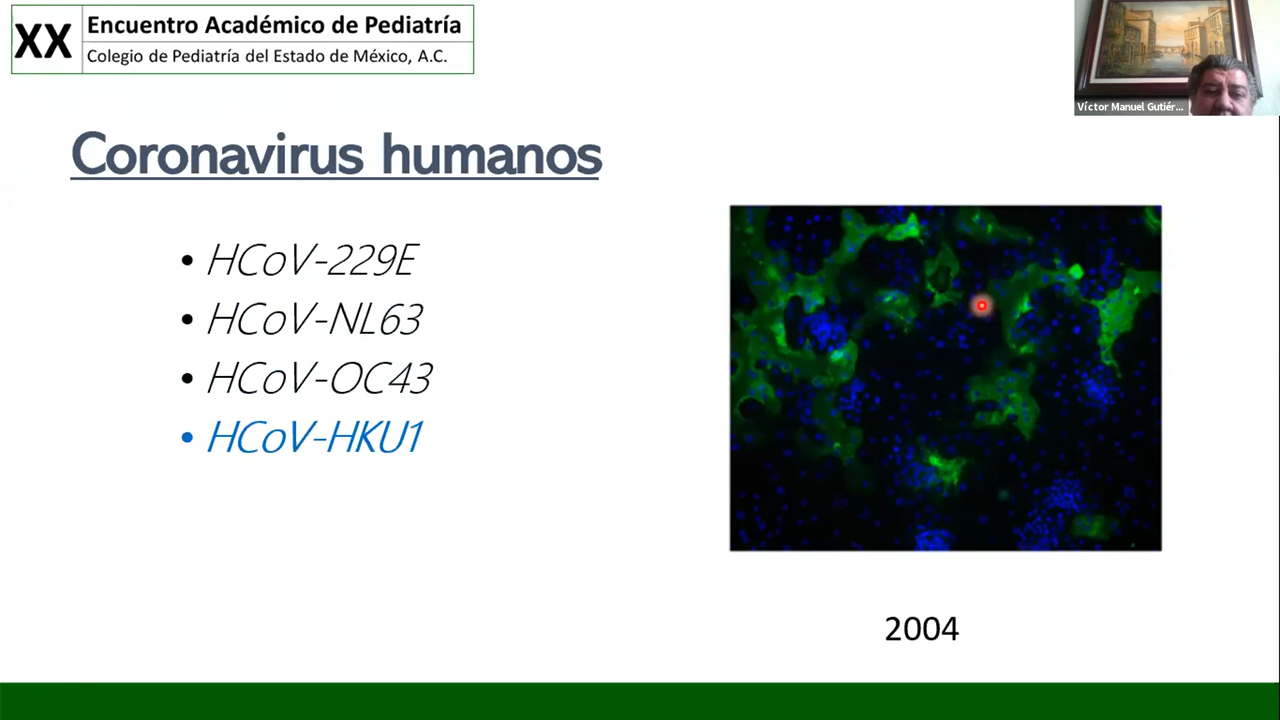 XX
Encuentro Académico de Pediatría
Colegio de Pediatría del Estado de México, A.C.
Víctor Manuel Gutiér...
Coronavirus humanos
• HCoV-229E
• HCoV-NL63
• HCoV-OC43
• HCoV-HKU1
2004